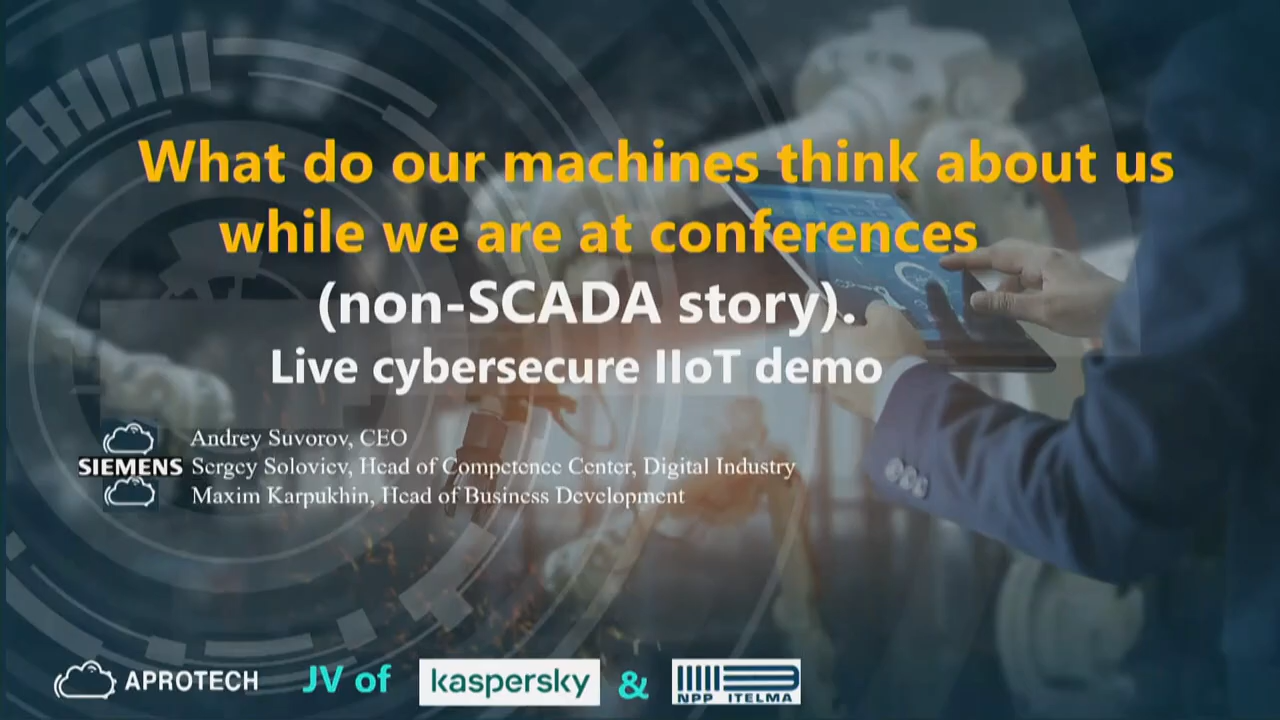 What do our machines think about us
while we are at conferences
(non-SCADA story).
Live cybersecure IIoT demo
Andrey Suvorov, CEO
SIEMENS Sergey Soloviev, Head of Competence Center, Digital Industry
Maxim Karpukhin, Head of Business Development
APROTECH JV of kaspersky & NPP ITELMA